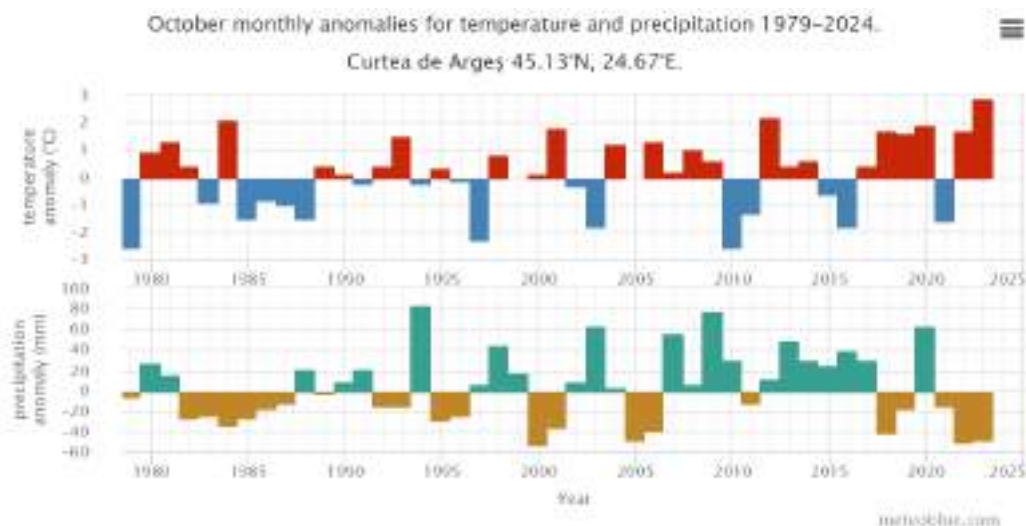 October monthly anomalies for temperature and precipitation 1979–2024.
Curtea de Argeș 45.13°N, 24.67°E.
temperature
anomaly (°C)
3
2
1
0
-1
-2
-3
1980 1985 1990 1995 2000 2005 2010 2015 2020 2025
precipitation
anomaly (mm)
100
80
60
40
20
0
-20
-40
-60
1980 1985 1990 1995 2000 2005 2010 2015 2020 2025
Year
meteoblue.com